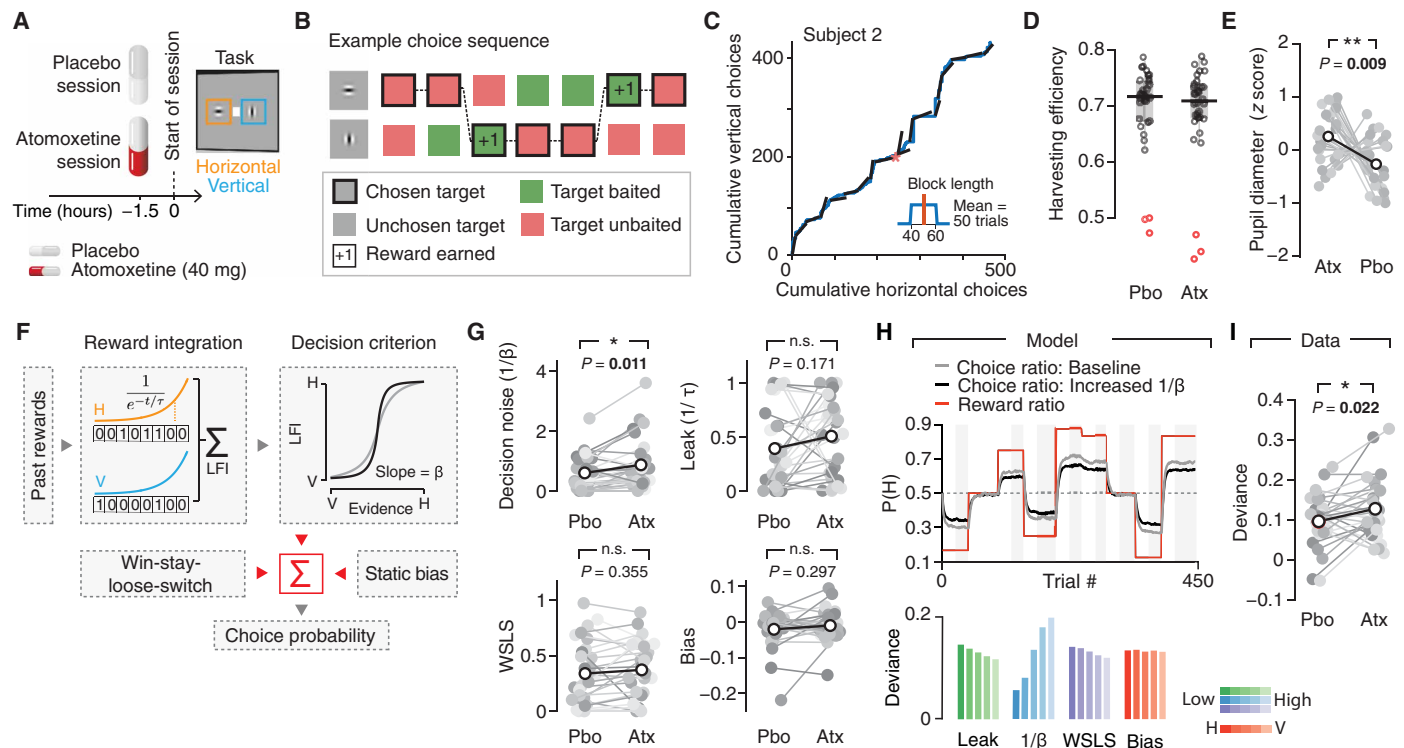 A
Placebo
session
Atomoxetine
session
Start of session
Task
Horizontal
Vertical
Time (hours) −1.5 0
Placebo
Atomoxetine (40 mg)
B
Example choice sequence
+1
+1
Chosen target
Target baited
Unchosen target
Target unbaited
+1 Reward earned
C
Subject 2
Cumulative vertical choices
400
200
0
0 500
Cumulative horizontal choices
Block length
Mean =
50 trials
40 60
D
Harvesting efficiency
0.8
0.7
0.6
0.5
Pbo Atx
E
**
P = 0.009
Pupil diameter (z score)
2
1
0
−1
−2
Atx Pbo
F
Reward integration
Decision criterion
Past rewards
1
e−t/τ
H
0 0 1 0 1 1 0 0
V
1 0 0 0 0 1 0 0
Σ
LFI
H
LFI
V
Slope = β
V H
Evidence
Win-stay-
loose-switch
Σ
Static bias
Choice probability
G
*
P = 0.011
Decision noise (1/β)
4
2
0
Pbo Atx
n.s.
P = 0.171
Leak (1/ τ)
1
0.5
0
Pbo Atx
n.s.
P = 0.355
WSLS
1
0.5
0
Pbo Atx
n.s.
P = 0.297
Bias
0.1
0
−0.1
−0.2
Pbo Atx
H
Model
Choice ratio: Baseline
Choice ratio: Increased 1/β
Reward ratio
P(H)
0.9
0.7
0.5
0.3
0.1
0 Trial # 450
Deviance
0.2
0
Leak 1/β WSLS Bias
Low High
H V
I
Data
*
P = 0.022
Deviance
0.4
0.3
0.2
0.1
0
−0.1
Pbo Atx